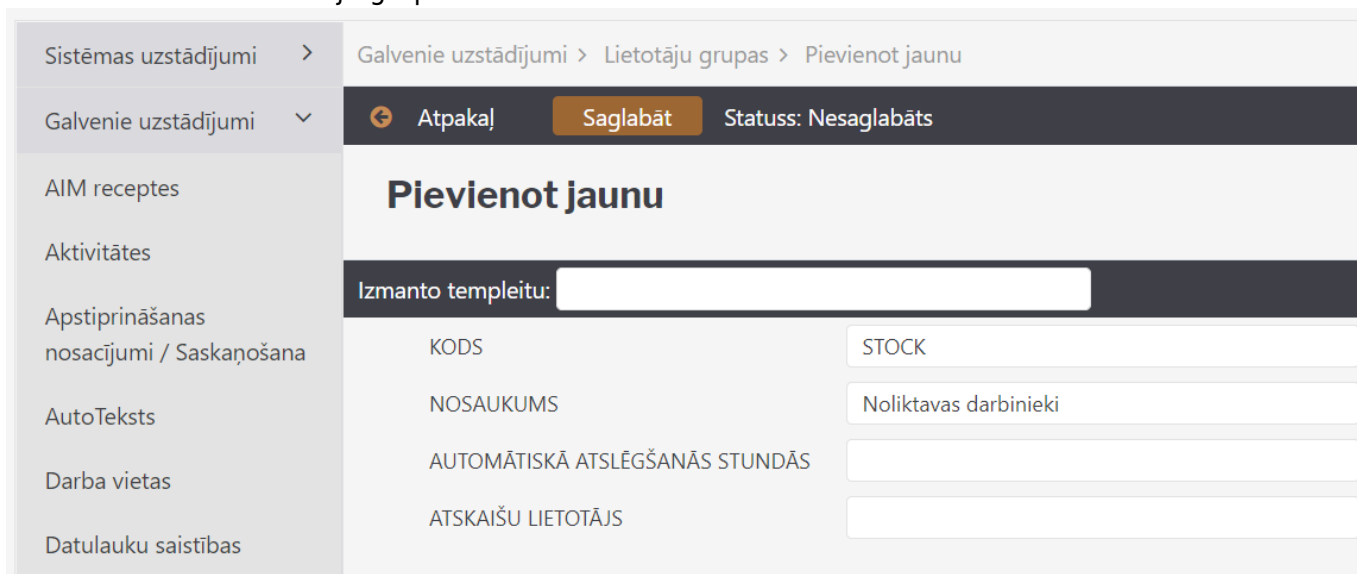 Sistēmas uzstādījumi
Galvenie uzstādījumi > Lietotāju grupas > Pievienot jaunu
Galvenie uzstādījumi
Atpakaļ Saglabāt Statuss: Nesaglabāts
AIM receptes
Pievienot jaunu
Aktivitātes
Izmanto templeitu:
Apstiprināšanas
nosacījumi / Saskaņošana
KODS STOCK
NOSAUKUMS Noliktavas darbinieki
AutoTeksts
AUTOMĀTISKĀ ATSLĒGŠANĀS STUNDĀS
Darba vietas
ATSKAIŠU LIETOTĀJS
Datulauku saistības